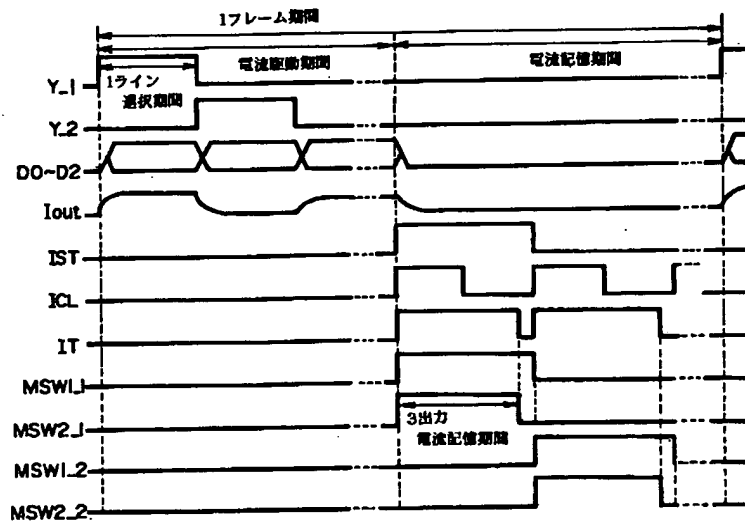 1フレーム期間
電流駆動期間
電流記憶期間
Y_1
1ライン
選択期間
Y_2
D0~D2
Iout
IST
ICL
IT
MSW1_1
MSW2_1
3出力
電流記憶期間
MSW1_2
MSW2_2